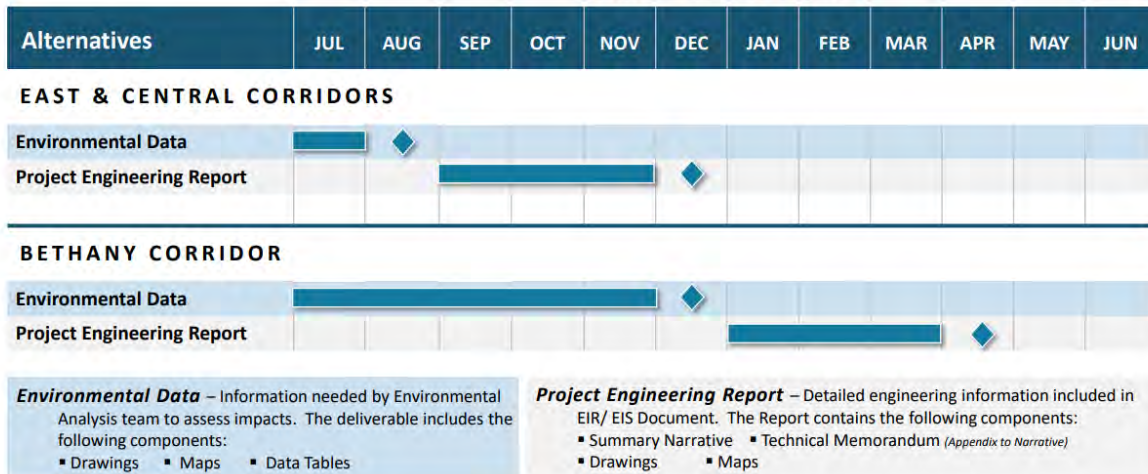 Alternatives JUL AUG SEP OCT NOV DEC JAN FEB MAR APR MAY JUN
EAST & CENTRAL CORRIDORS
Environmental Data
Project Engineering Report
BETHANY CORRIDOR
Environmental Data
Project Engineering Report
Environmental Data – Information needed by Environmental
Analysis team to assess impacts. The deliverable includes the
following components:
▪ Drawings ▪ Maps ▪ Data Tables
Project Engineering Report – Detailed engineering information included in
EIR/ EIS Document. The Report contains the following components:
▪ Summary Narrative ▪ Technical Memorandum (Appendix to Narrative)
▪ Drawings ▪ Maps